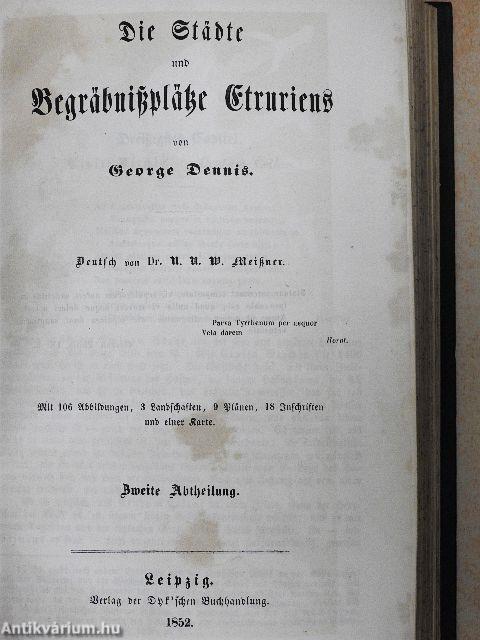 Die Städte
und
Begräbnißplätze Etruriens
von
George Dennis.
Deutsch von Dr. N. N. W. Meißner.
Parva Tyrrhenum per aequor
Vela darem
Horat.
Mit 106 Abbildungen, 3 Landschaften, 9 Plänen, 18 Inschriften
und einer Karte.
Zweite Abtheilung.
Leipzig.
Verlag der Dyk'schen Buchhandlung.
1852.
Antikvárium.hu